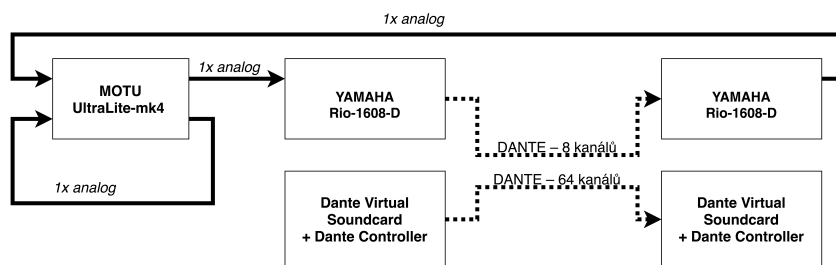 1x analog
1x analog
MOTU
UltraLite-mk4
YAMAHA
Rio-1608-D
YAMAHA
Rio-1608-D
DANTE – 8 kanálů
1x analog
DANTE – 64 kanálů
Dante Virtual
Soundcard
+ Dante Controller
Dante Virtual
Soundcard
+ Dante Controller